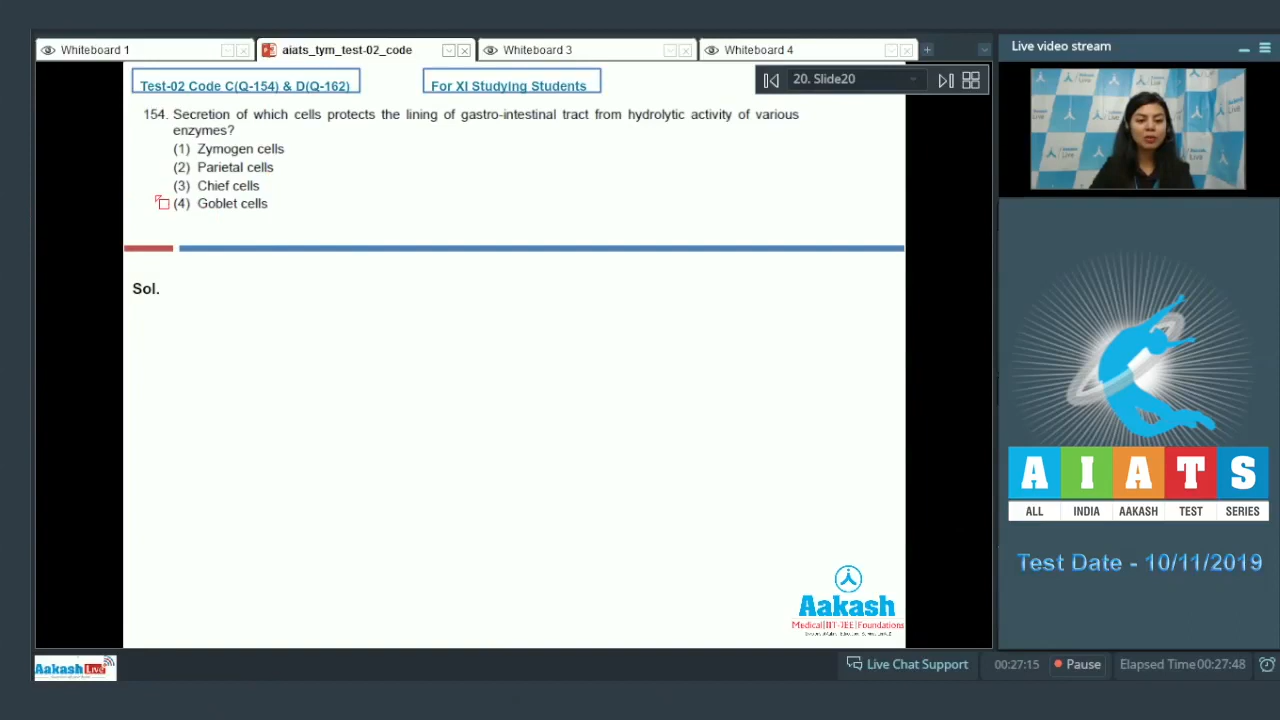 Whiteboard 1
aiats_tym_test-02_code
Whiteboard 3
Whiteboard 4
Live video stream
Test-02 Code C(Q-154) & D(Q-162)
For XI Studying Students
20. Slide20
154. Secretion of which cells protects the lining of gastro-intestinal tract from hydrolytic activity of various
enzymes?
(1) Zymogen cells
(2) Parietal cells
(3) Chief cells
(4) Goblet cells
Sol.
A I A T S
ALL INDIA AAKASH TEST SERIES
Test Date - 10/11/2019
Aakash
Medical|IIT-JEE|Foundations
Aakash Live
Live Chat Support
00:27:15
Pause
Elapsed Time 00:27:48